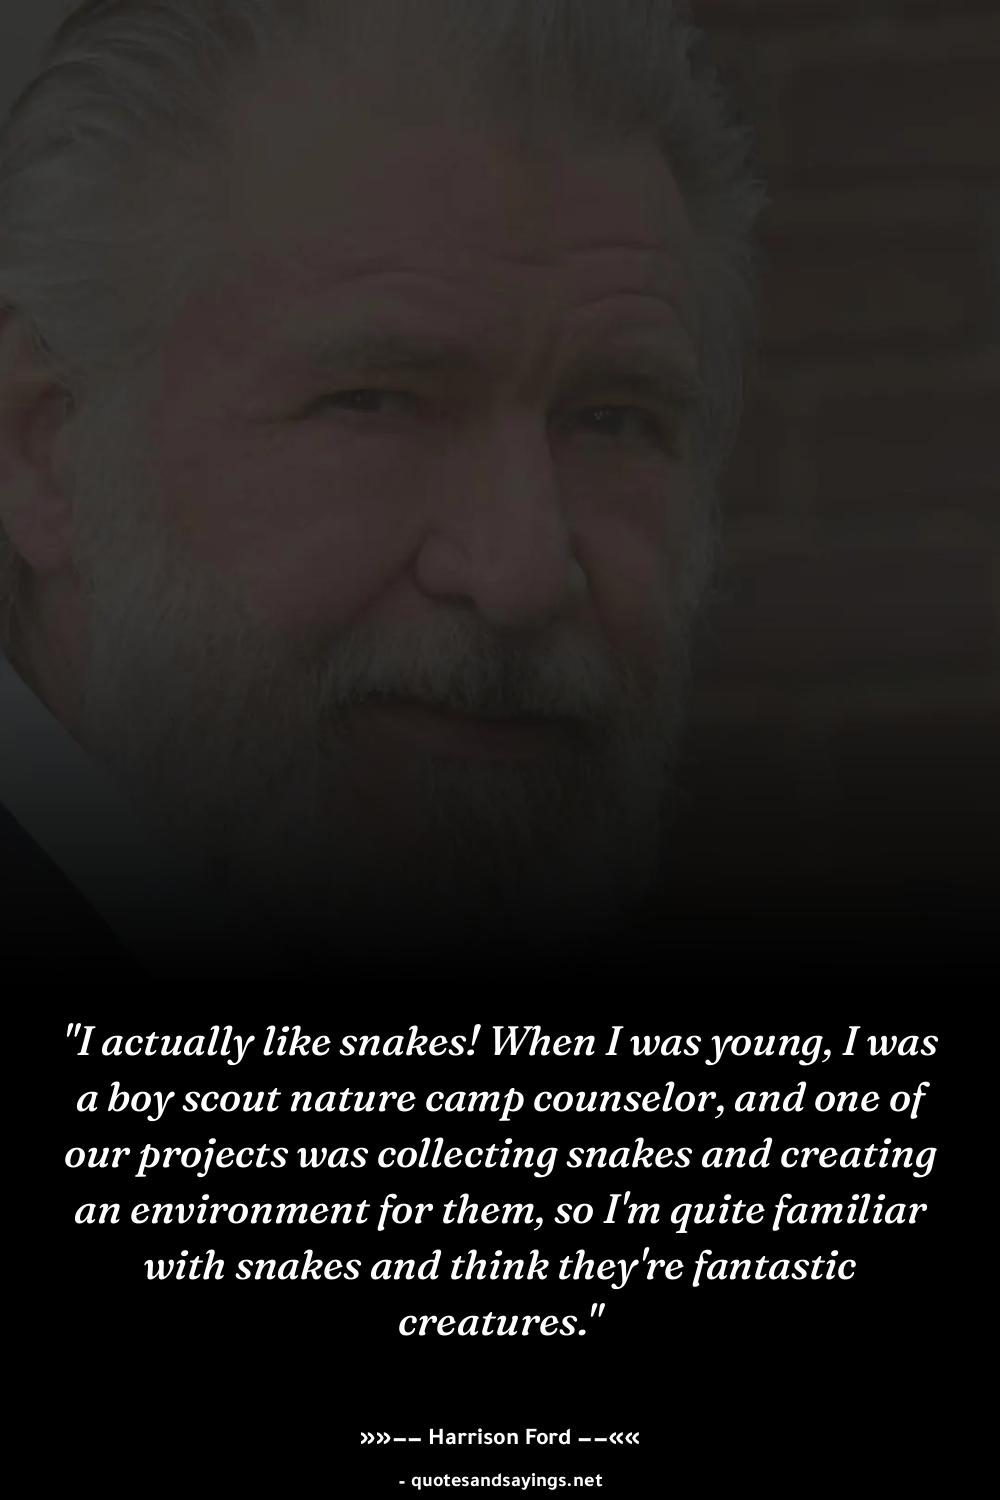 "I actually like snakes! When I was young, I was
a boy scout nature camp counselor, and one of
our projects was collecting snakes and creating
an environment for them, so I'm quite familiar
with snakes and think they're fantastic
creatures."
»»−− Harrison Ford −−««
- quotesandsayings.net